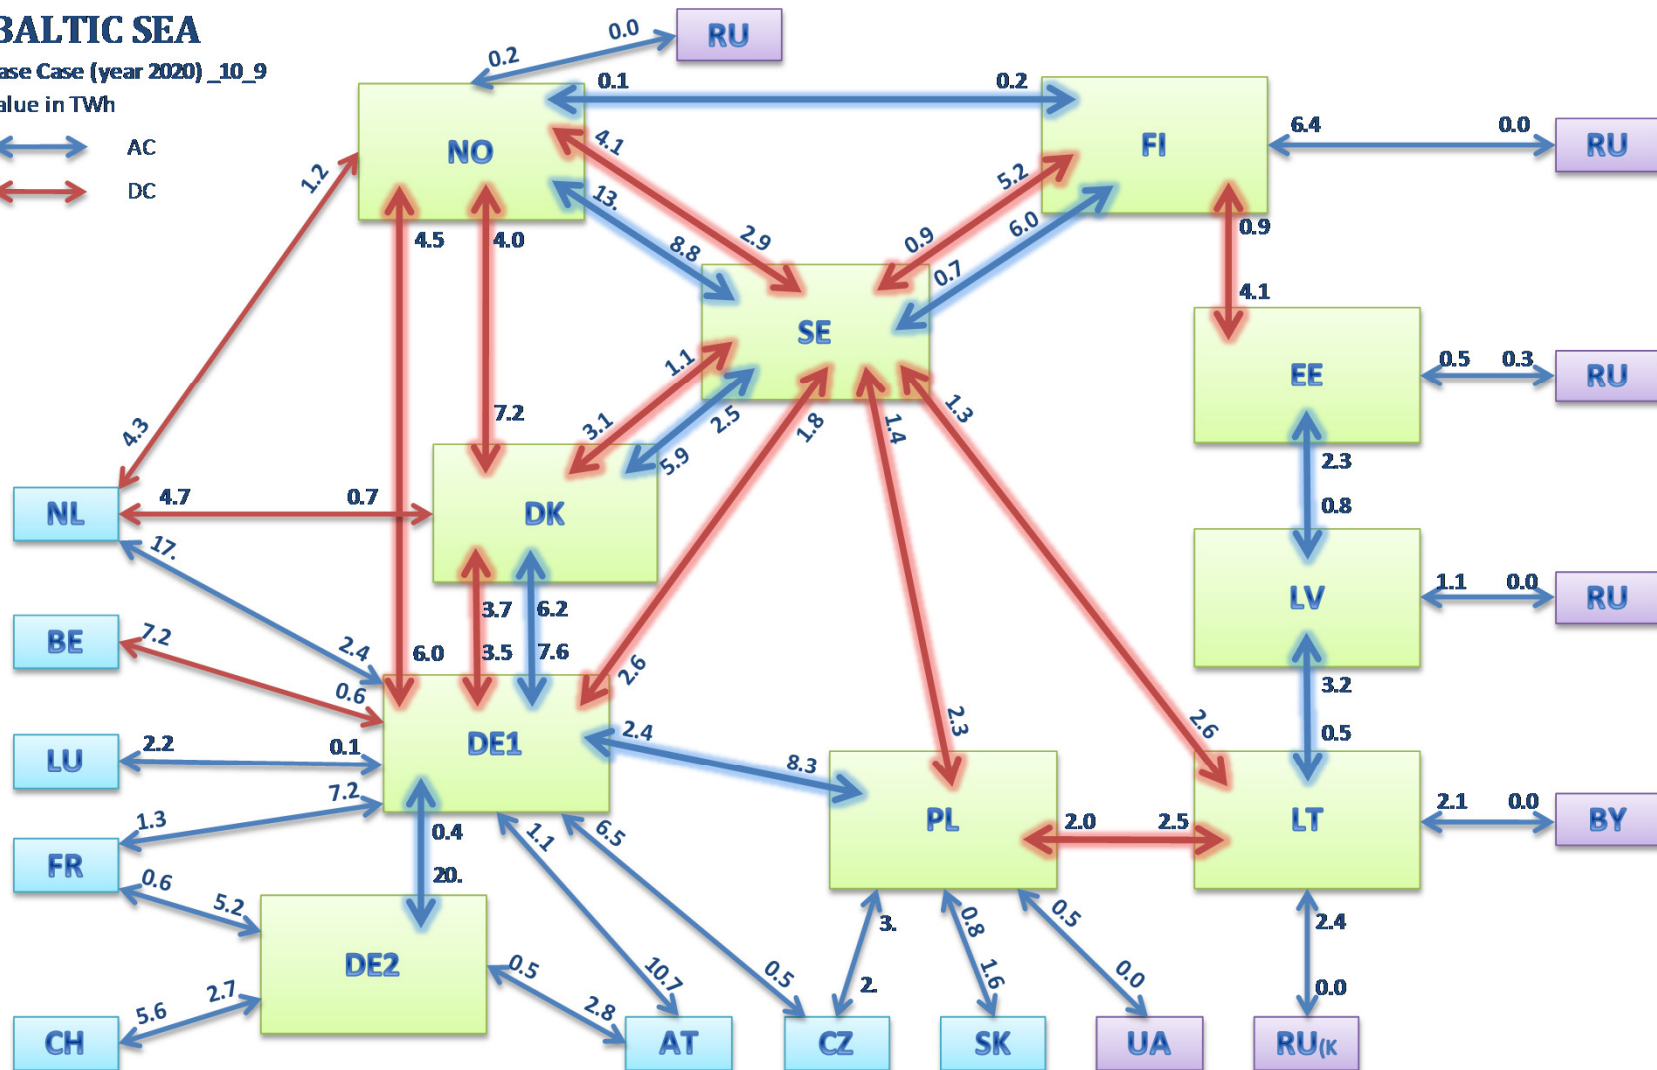 BALTIC SEA
ase Case (year 2020) _10_9
alue in TWh
AC
DC
0.2
0.0
RU
NO
0.1
0.2
FI
6.4
0.0
RU
4.1
2.9
13.
8.8
5.2
0.9
6.0
0.7
1.2
4.3
4.5
6.0
4.0
7.2
0.9
4.1
SE
EE
0.5
0.3
RU
1.1
3.1
2.5
5.9
1.8
2.6
1.4
2.3
1.3
2.6
2.3
0.8
NL
4.7
0.7
DK
17.
2.4
LV
1.1
0.0
RU
3.7
6.2
3.5
7.6
BE
7.2
0.6
3.2
0.5
LU
2.2
0.1
DE1
2.4
8.3
PL
2.0
2.5
LT
2.1
0.0
BY
FR
1.3
7.2
0.4
20.
1.1
10.7
6.5
0.5
0.6
5.2
DE2
0.5
2.8
3.
2.
0.8
1.6
0.5
0.0
2.4
0.0
CH
5.6
2.7
AT
CZ
SK
UA
RU(K